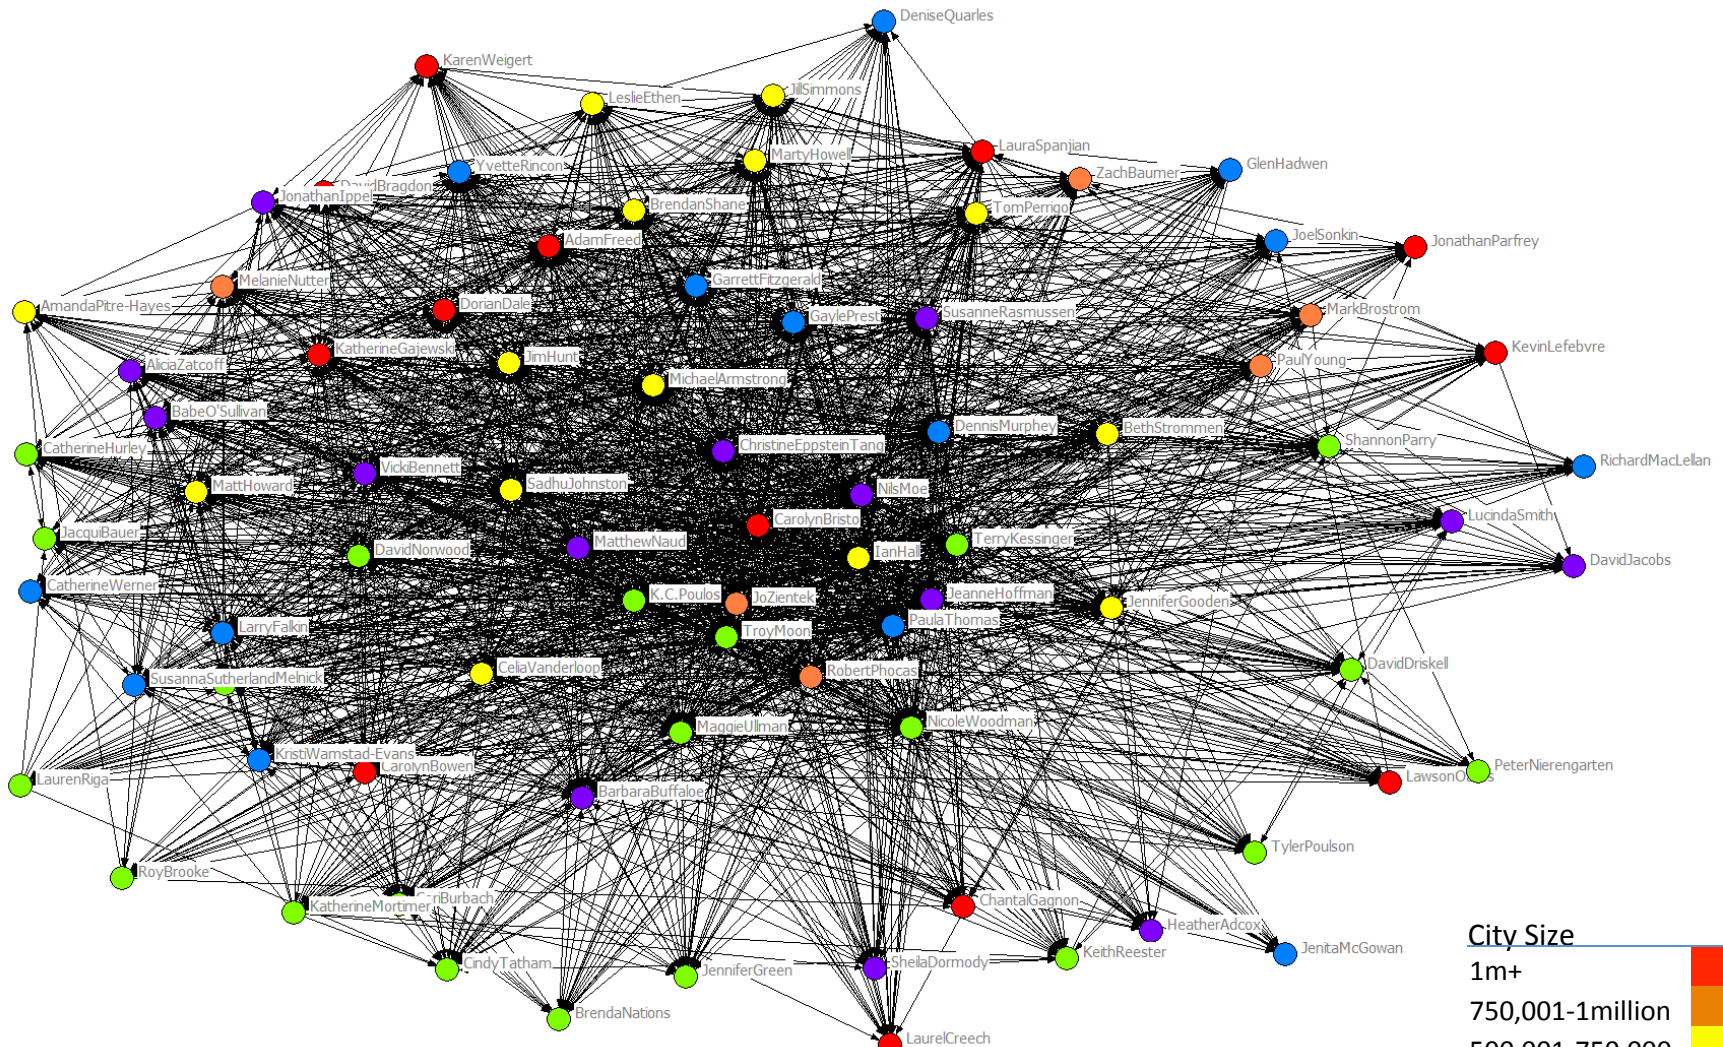 DeniseQuarles
KarenWeigert
JillSimmons
LeslieEthen
LauraSpanjian
MartyHowell
YvetteRincon
GlenHadwen
ZachBaumer
DavidBragdon
JonathanIppel
BrendanShane
TomPerrigo
AdamFreed
JoelSonkin
JonathanParfrey
MelanieNutter
GarrettFitzgerald
AmandaPitre-Hayes
DorianDale
GaylePrest
SusanneRasmussen
MarkBrostrom
KatherineGajewski
JimHunt
KevinLefebvre
PaulYoung
AliciaZatcoff
MichaelArmstrong
BabeO'Sullivan
DennisMurphey
BethStrommen
ShannonParry
CatherineHurley
ChristineEppsteinTang
VickiBennett
RichardMacLellan
MattHoward
SadhuJohnston
NilsMoe
LucindaSmith
CarolynBristo
JacquiBauer
DavidNorwood
MatthewNaud
IanHall
TerryKessinger
DavidJacobs
CatherineWerner
K.C.Poulos
JoZientek
JeanneHoffman
JenniferGooden
LarryFalkin
TroyMoon
PaulaThomas
CeliaVanderloop
RobertPhocas
DavidDriskell
SusannaSutherlandMelnick
MaggieUllman
NicoleWoodman
KristiWamstad-Evans
CarolynBowen
PeterNierengarten
LaurenRiga
BarbaraBuffaloe
TylerPoulson
RoyBrooke
KatherineMortimer
ChantalGagnon
HeatherAdcox
City Size
JenitaMcGowan
KeithReester
CindyTatham
JenniferGreen
SheilaDormody
1m+
BrendaNations
750,001-1million
LaurelCreech
500,001-750,000